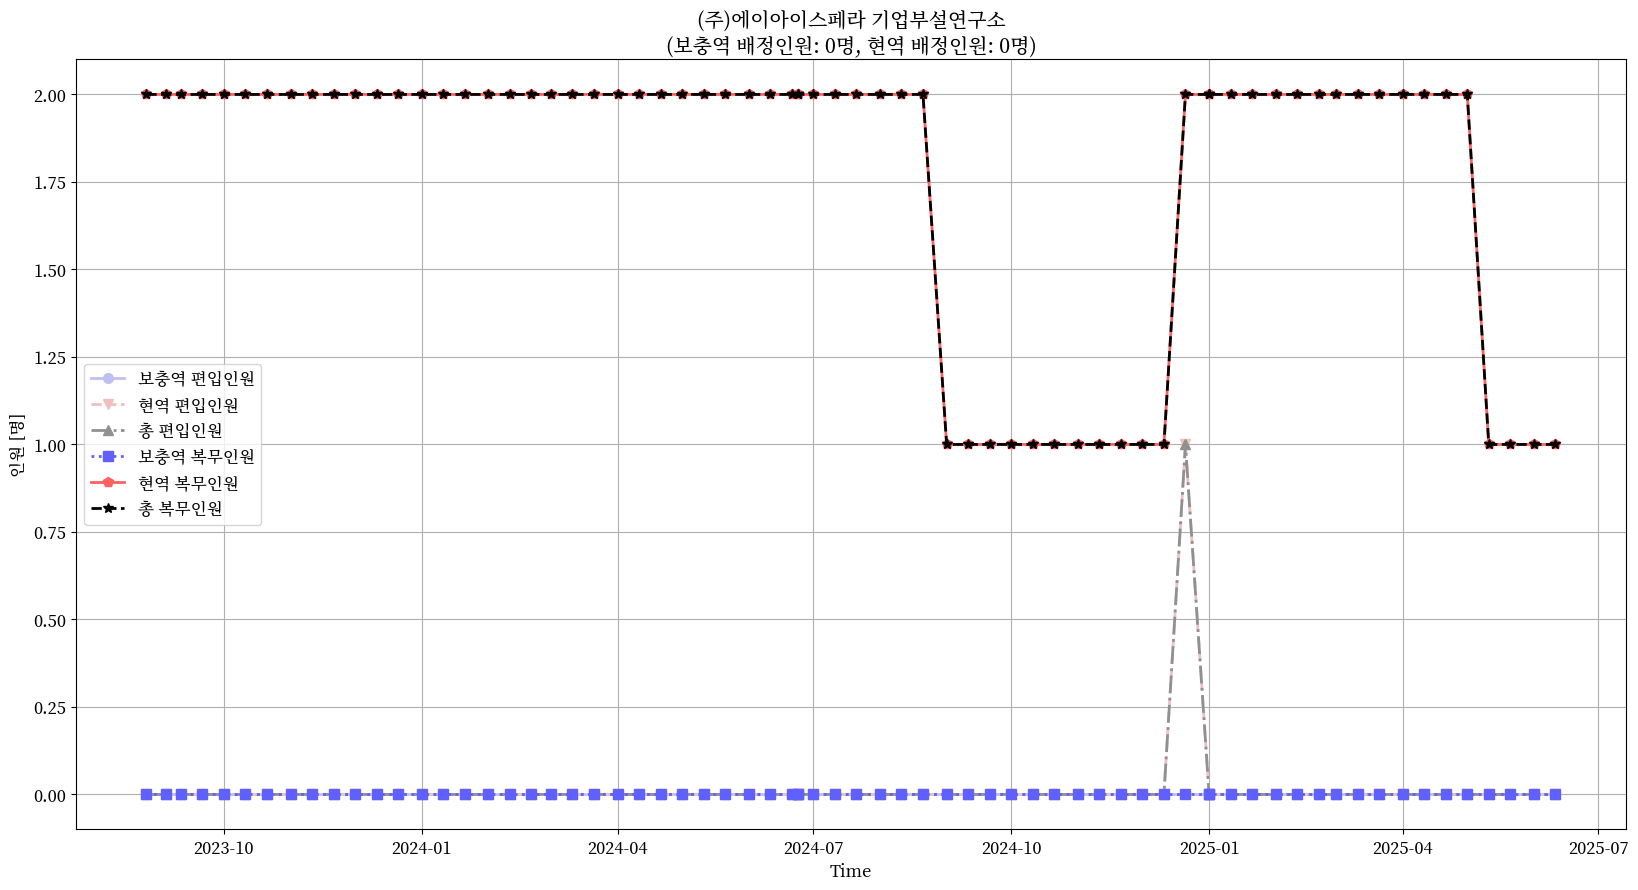 (주)에이아이스페라 기업부설연구소
(보충역 배정인원: 0명, 현역 배정인원: 0명)
2.00
1.75
1.50
1.25
1.00
0.75
0.50
0.25
0.00
인원 [명]
보충역 편입인원
현역 편입인원
총 편입인원
보충역 복무인원
현역 복무인원
총 복무인원
2023-10
2024-01
2024-04
2024-07
2024-10
2025-01
2025-04
2025-07
Time